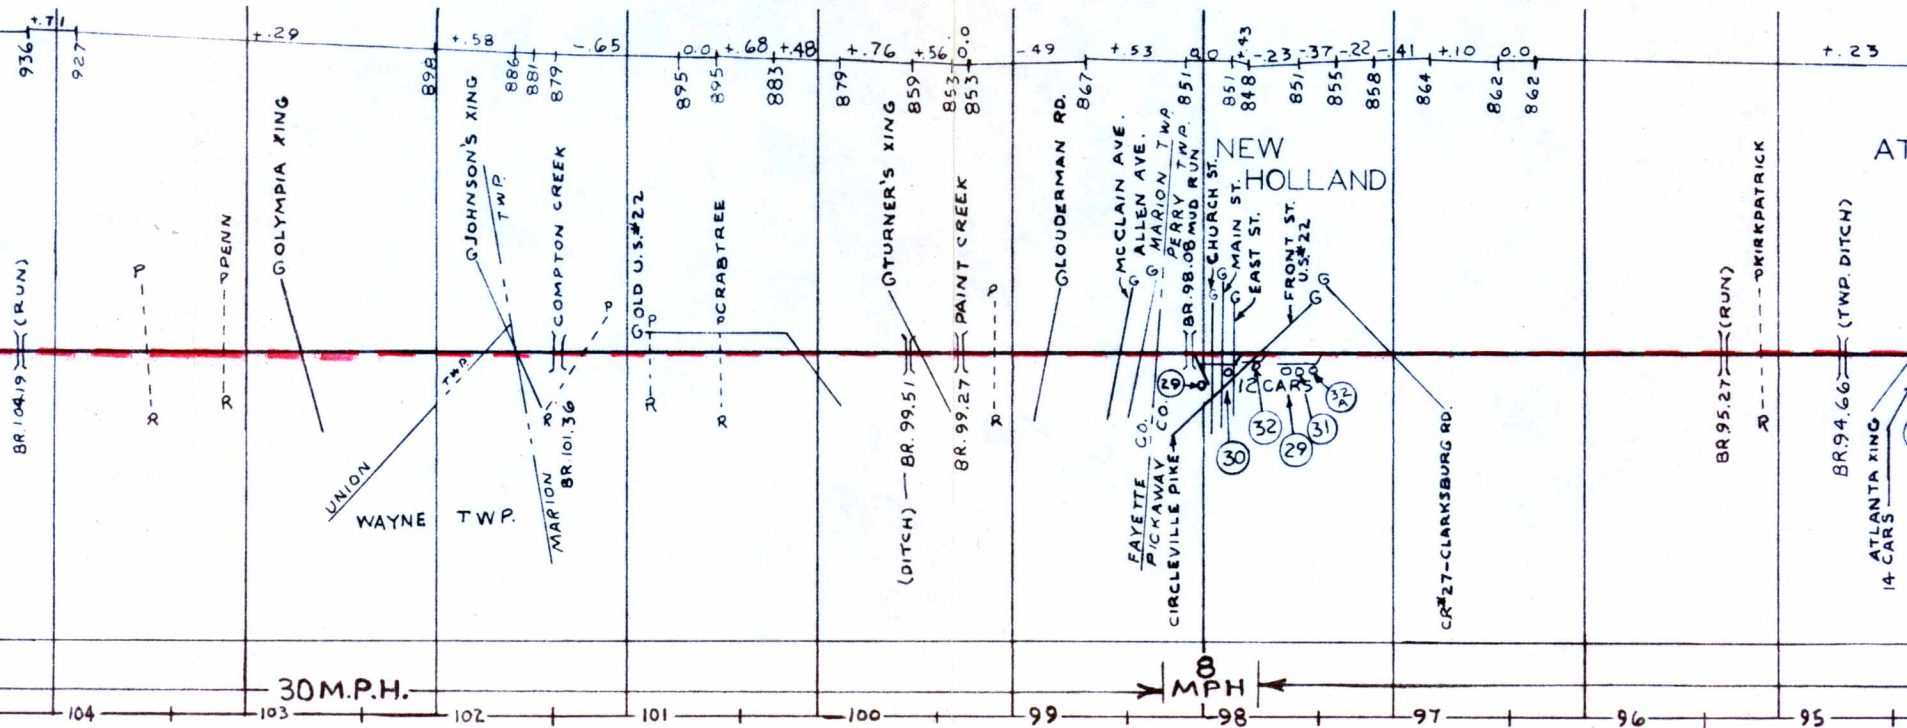 +.71
+.29
+.58
-.65
0.0
+.68
+.48
+.76
+.56
0.0
-49
+.53
0
0
+.43
-.23
-37
-22
-.41
+.10
0.0
+.23
936
927
898
886
881
879
895
895
883
879
859
853
853
867
851
851
848
851
855
858
864
862
862
NEW
HOLLAND
AT
BR.104.19 (RUN)
P
R
P PENN
R
G OLYMPIA XING
G JOHNSON'S XING
TWP.
TWP.
UNION
MARION
WAYNE TWP.
COMPTON CREEK
BR.101.36
P
R
G OLD U.S.#22
P
R
P CRABTREE
R
G TURNER'S XING
(DITCH) BR.99.51
PAINT CREEK
BR.99.27
P
R
G LOUDERMAN RD.
MCCLAIN AVE.
G
ALLEN AVE.
G
MARION TWP.
PERRY TWP.
FAYETTE CO.
PICKAWAY CO.
BR.98.08 MUD RUN
CHURCH ST.
G
MAIN ST.
G
EAST ST.
G
FRONT ST.
U.S.#22
G
G
CIRCLEVILLE PIKE
29
12 CARS
30
32
29
31
32A
CR#27-CLARKSBURG RD.
BR.95.27 (RUN)
P KIRKPATRICK
R
BR.94.66 (TWP. DITCH)
ATLANTA XING
14 CARS
30 M.P.H.
8
MPH
104
103
102
101
100
99
98
97
96
95